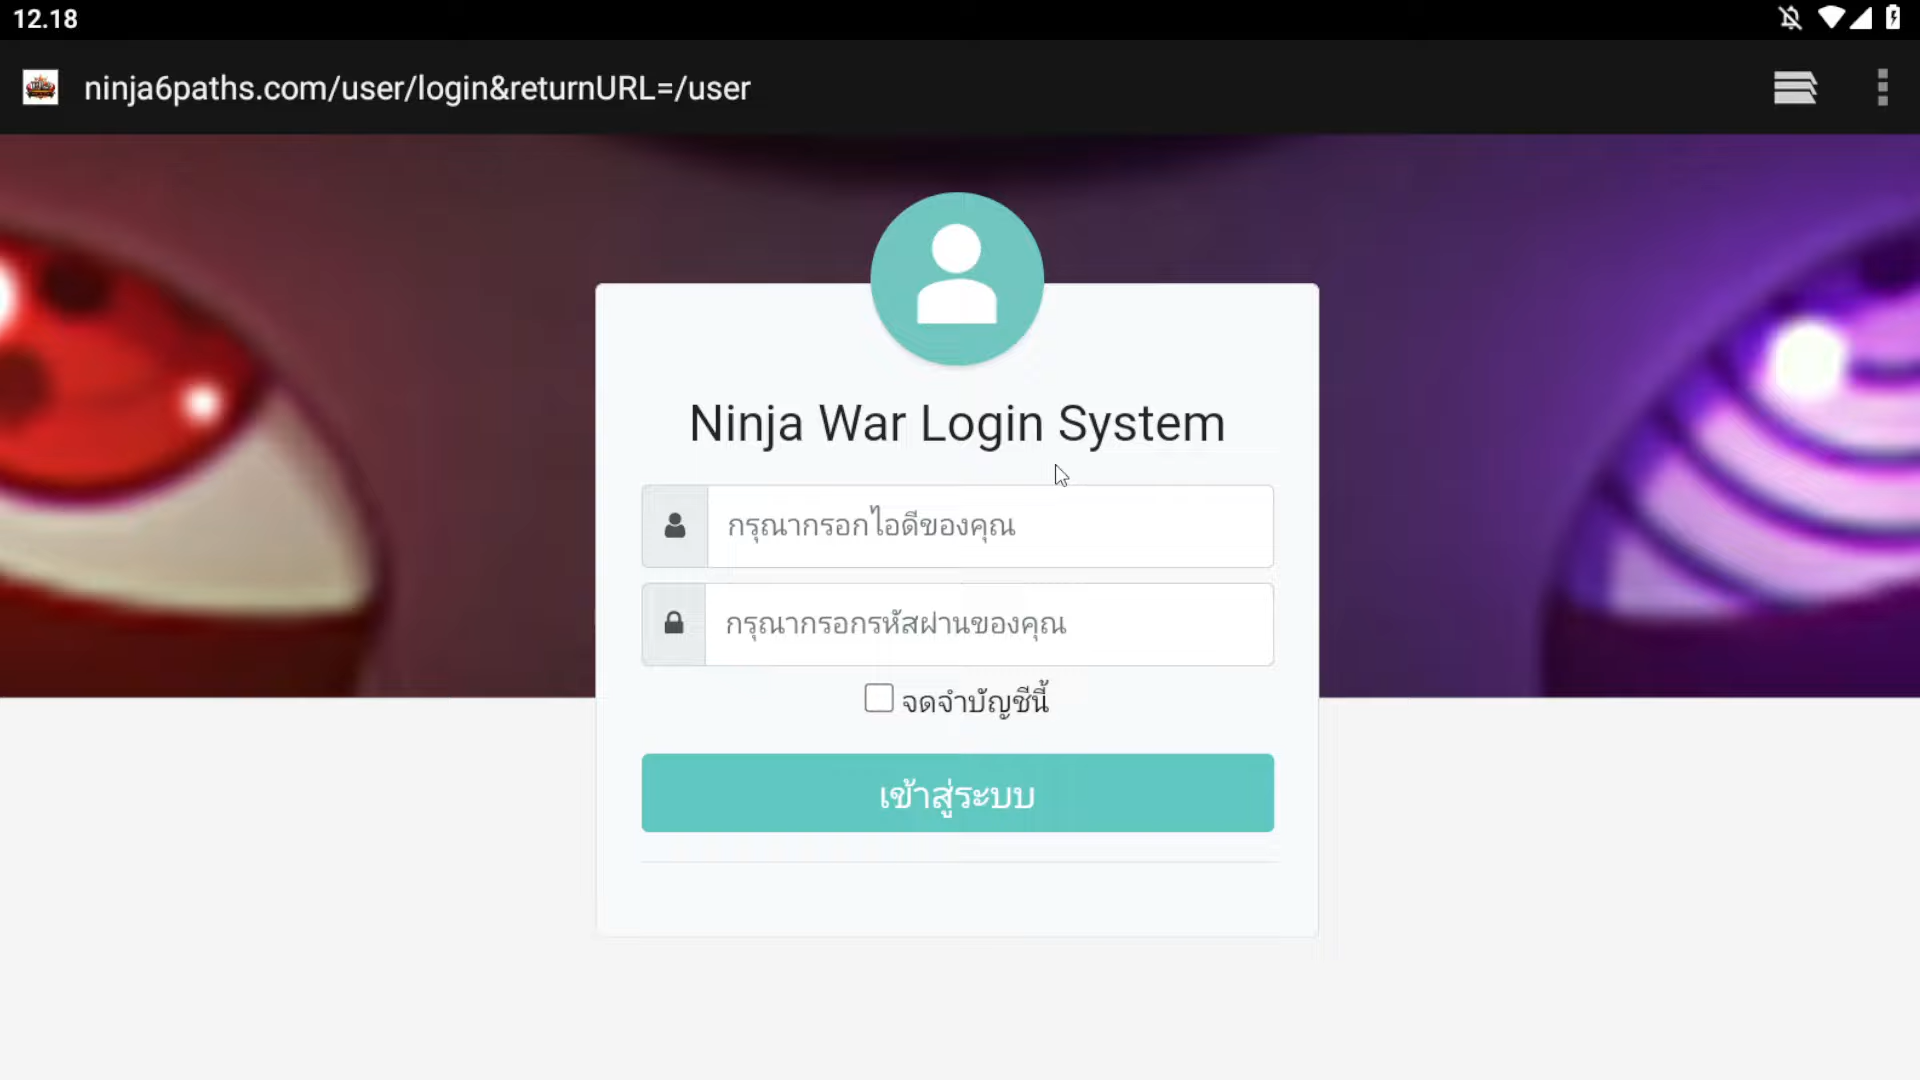 12.18
ninja6paths.com/user/login&returnURL=/user
Ninja War Login System
กรุณากรอกไอดีของคุณ
กรุณากรอกรหัสฝ่านของคุณ
จดจำบัญชีนี้
เข้าสู่ระบบ